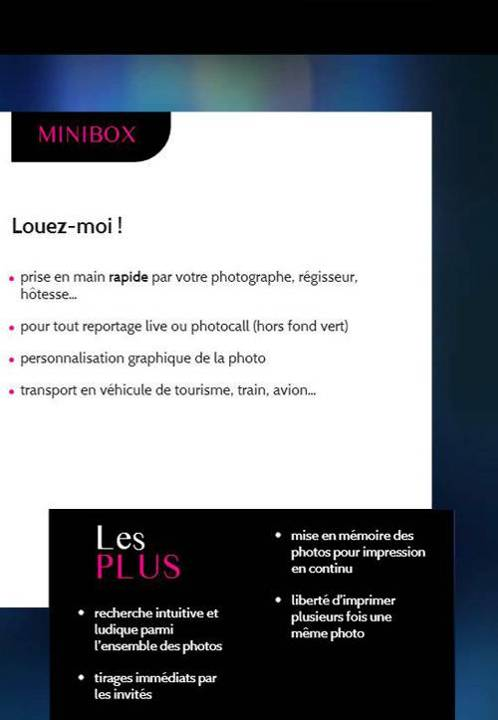 MINIBOX
Louez-moi !
• prise en main rapide par votre photographe, régisseur,
hôtesse...
• pour tout reportage live ou photocall (hors fond vert)
• personnalisation graphique de la photo
• transport en véhicule de tourisme, train, avion...
Les
PLUS
• recherche intuitive et
ludique parmi
l'ensemble des photos
• tirages immédiats par
les invités
• mise en mémoire des
photos pour impression
en continu
• liberté d'imprimer
plusieurs fois une
même photo